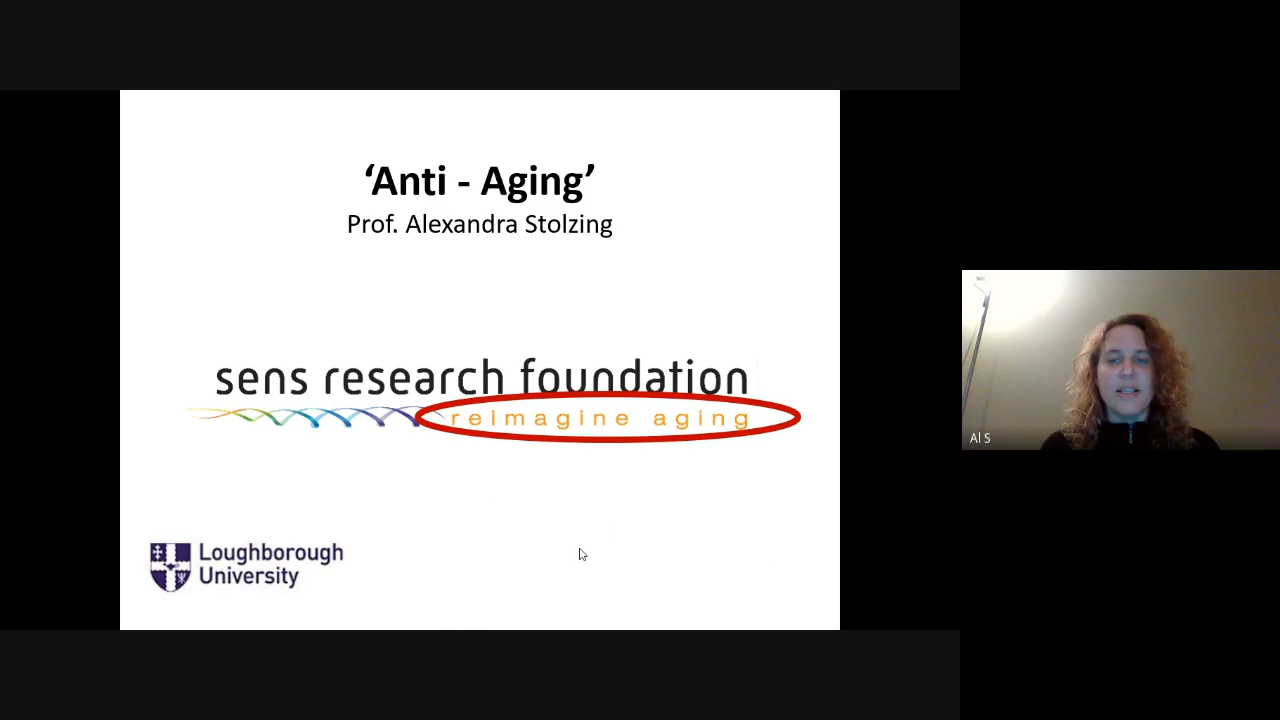 ‘Anti - Aging’
Prof. Alexandra Stolzing
sens research foundation
reimagine aging
Loughborough
University
Al S